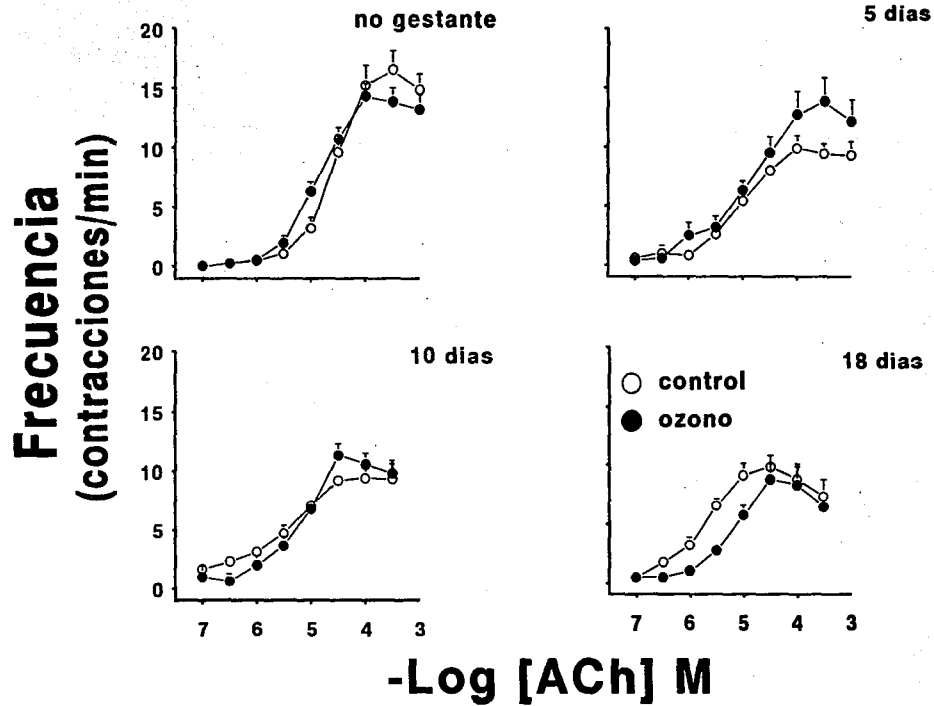 no gestante
5 dias
20
15
10
5
0
Frecuencia
(contracciones/min)
10 dias
18 dias
20
15
10
5
0
control
ozono
7 6 5 4 3
7 6 5 4 3
-Log [ACh] M